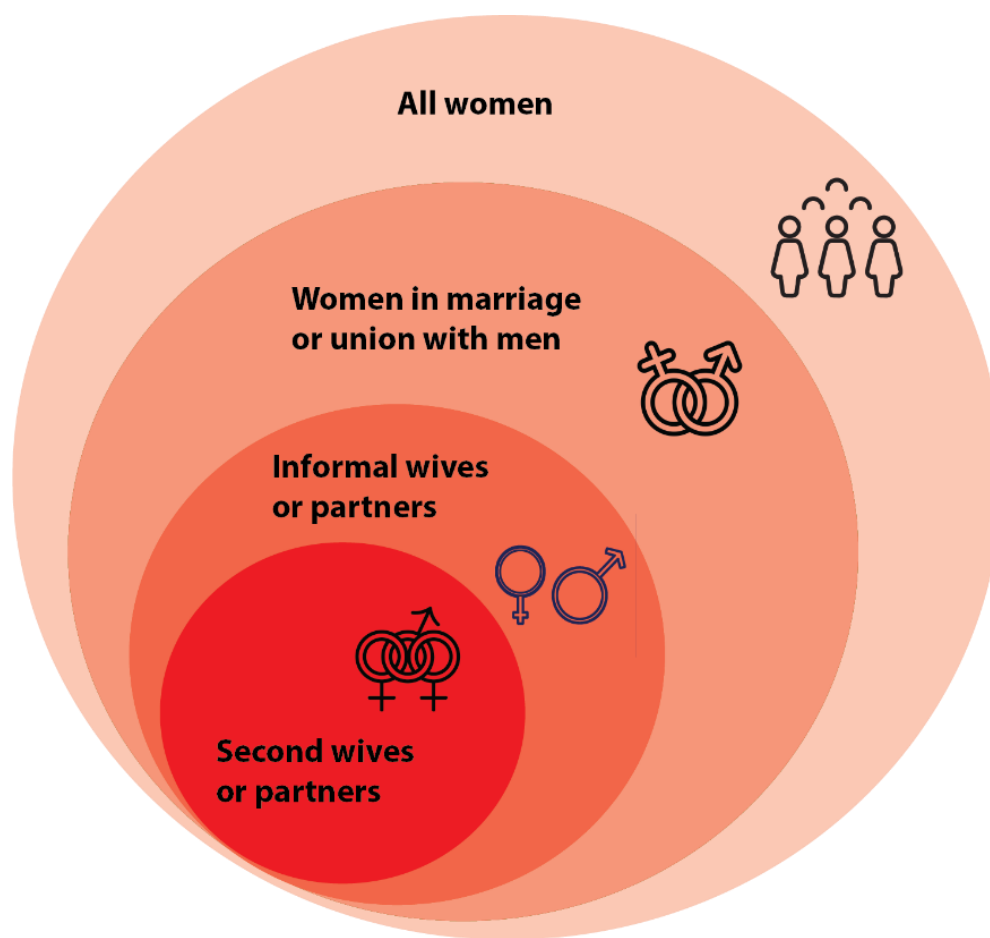 All women
Women in marriage
or union with men
Informal wives
or partners
Second wives
or partners